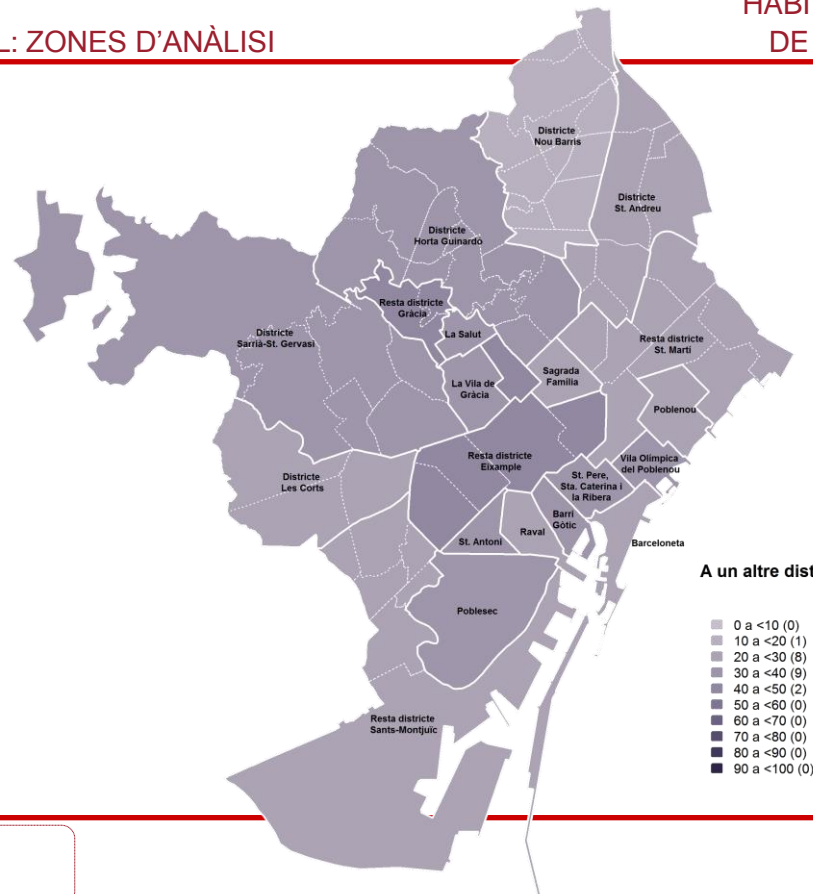 HÀBI
L: ZONES D'ANÀLISI
DE
Districte
Nou Barris
Districte
St. Andreu
Districte
Horta Guinardó
Resta districte
Gràcia
La Salut
Districte
Sarrià-St. Gervasi
Resta districte
St. Martí
Sagrada
Família
La Vila de
Gràcia
Poblenou
Resta districte
Eixample
Vila Olímpica
del Poblenou
Districte
Les Corts
St. Pere,
Sta. Caterina i
la Ribera
Barri
Gòtic
Raval
St. Antoni
Barceloneta
A un altre dist
Poblesec
0 a <10 (0)
10 a <20 (1)
20 a <30 (8)
30 a <40 (9)
40 a <50 (2)
50 a <60 (0)
60 a <70 (0)
70 a <80 (0)
80 a <90 (0)
90 a <100 (0)
Resta districte
Sants-Montjuïc